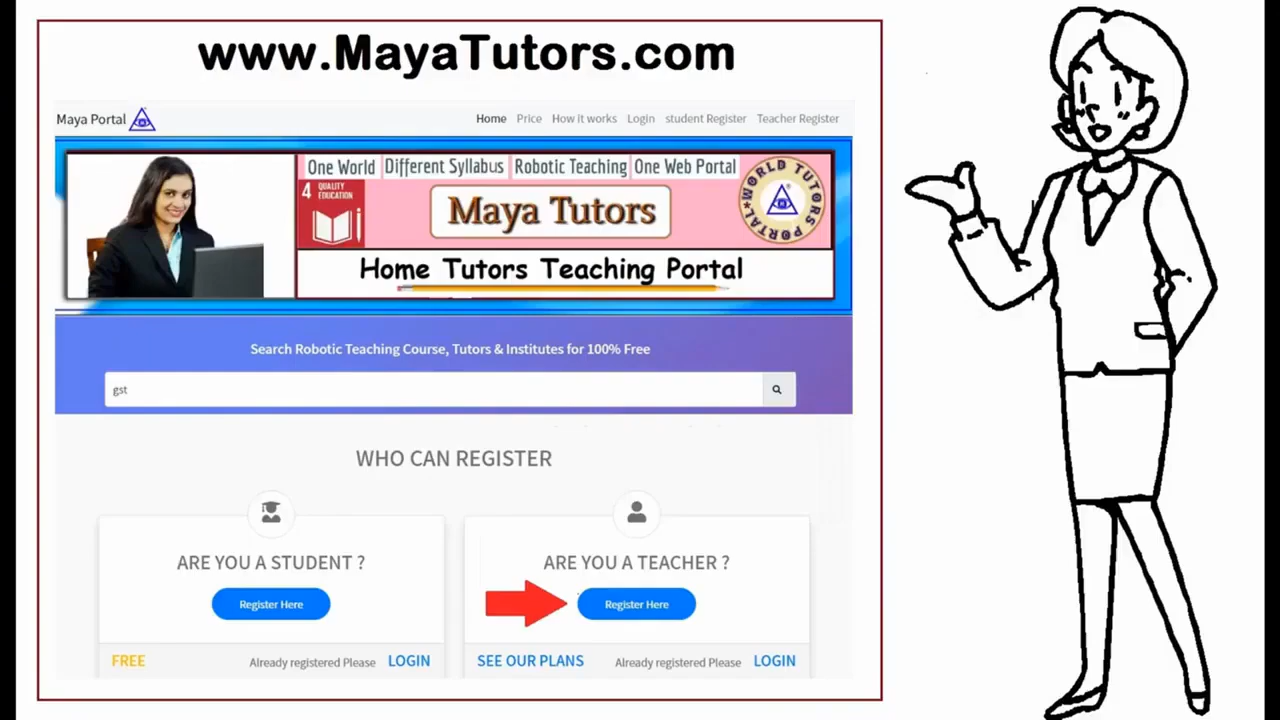 www.MayaTutors.com
Maya Portal
Home Price How it works Login student Register Teacher Register
One World Different Syllabus Robotic Teaching One Web Portal
4 QUALITY EDUCATION
Maya Tutors
WORLD TUTORS PORTAL
Home Tutors Teaching Portal
Search Robotic Teaching Course, Tutors & Institutes for 100% Free
gst
WHO CAN REGISTER
ARE YOU A STUDENT ?
Register Here
FREE Already registered Please LOGIN
ARE YOU A TEACHER ?
Register Here
SEE OUR PLANS Already registered Please LOGIN